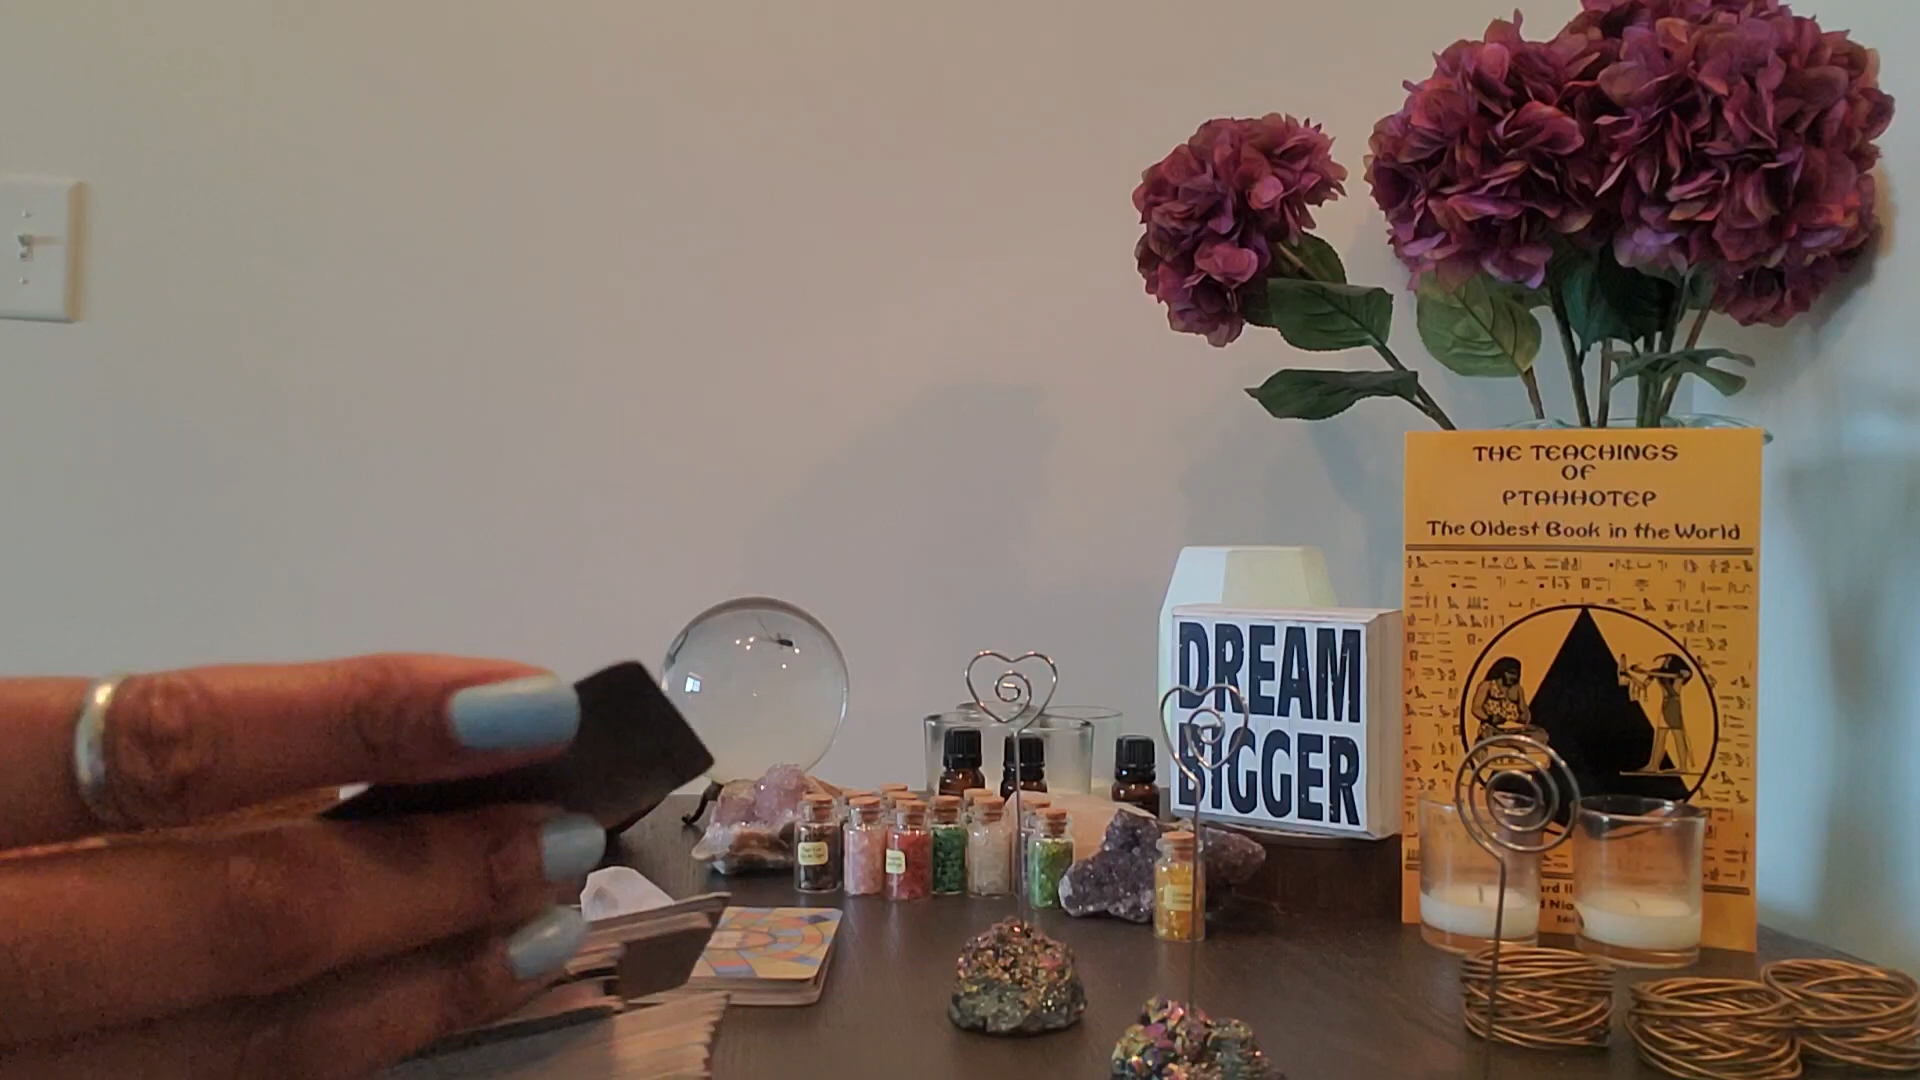 THE TEACHINGS
OF
PTAHHOTEP
The Oldest Book in the World
DREAM
BIGGER